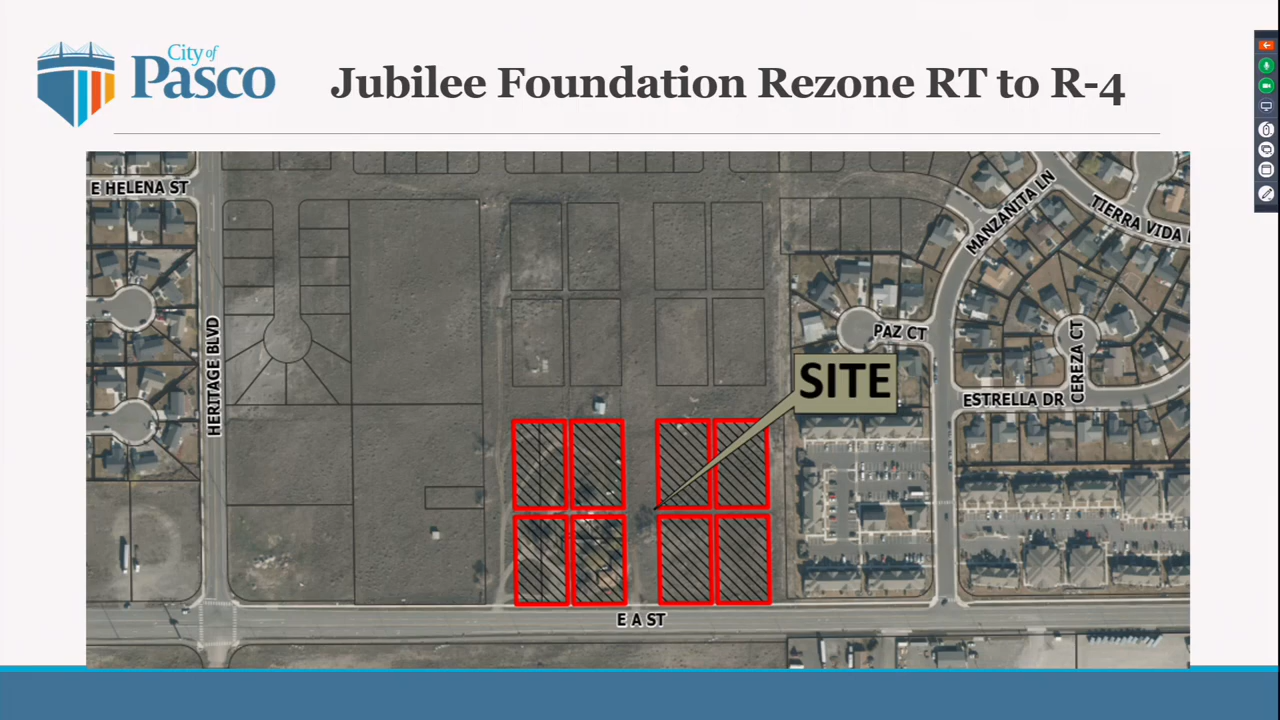 City of
Pasco
Jubilee Foundation Rezone RT to R-4
E HELENA ST
MANZANITA LN
TIERRA VIDA
HERITAGE BLVD
PAZ CT
CEREZA CT
SITE
ESTRELLA DR
E A ST